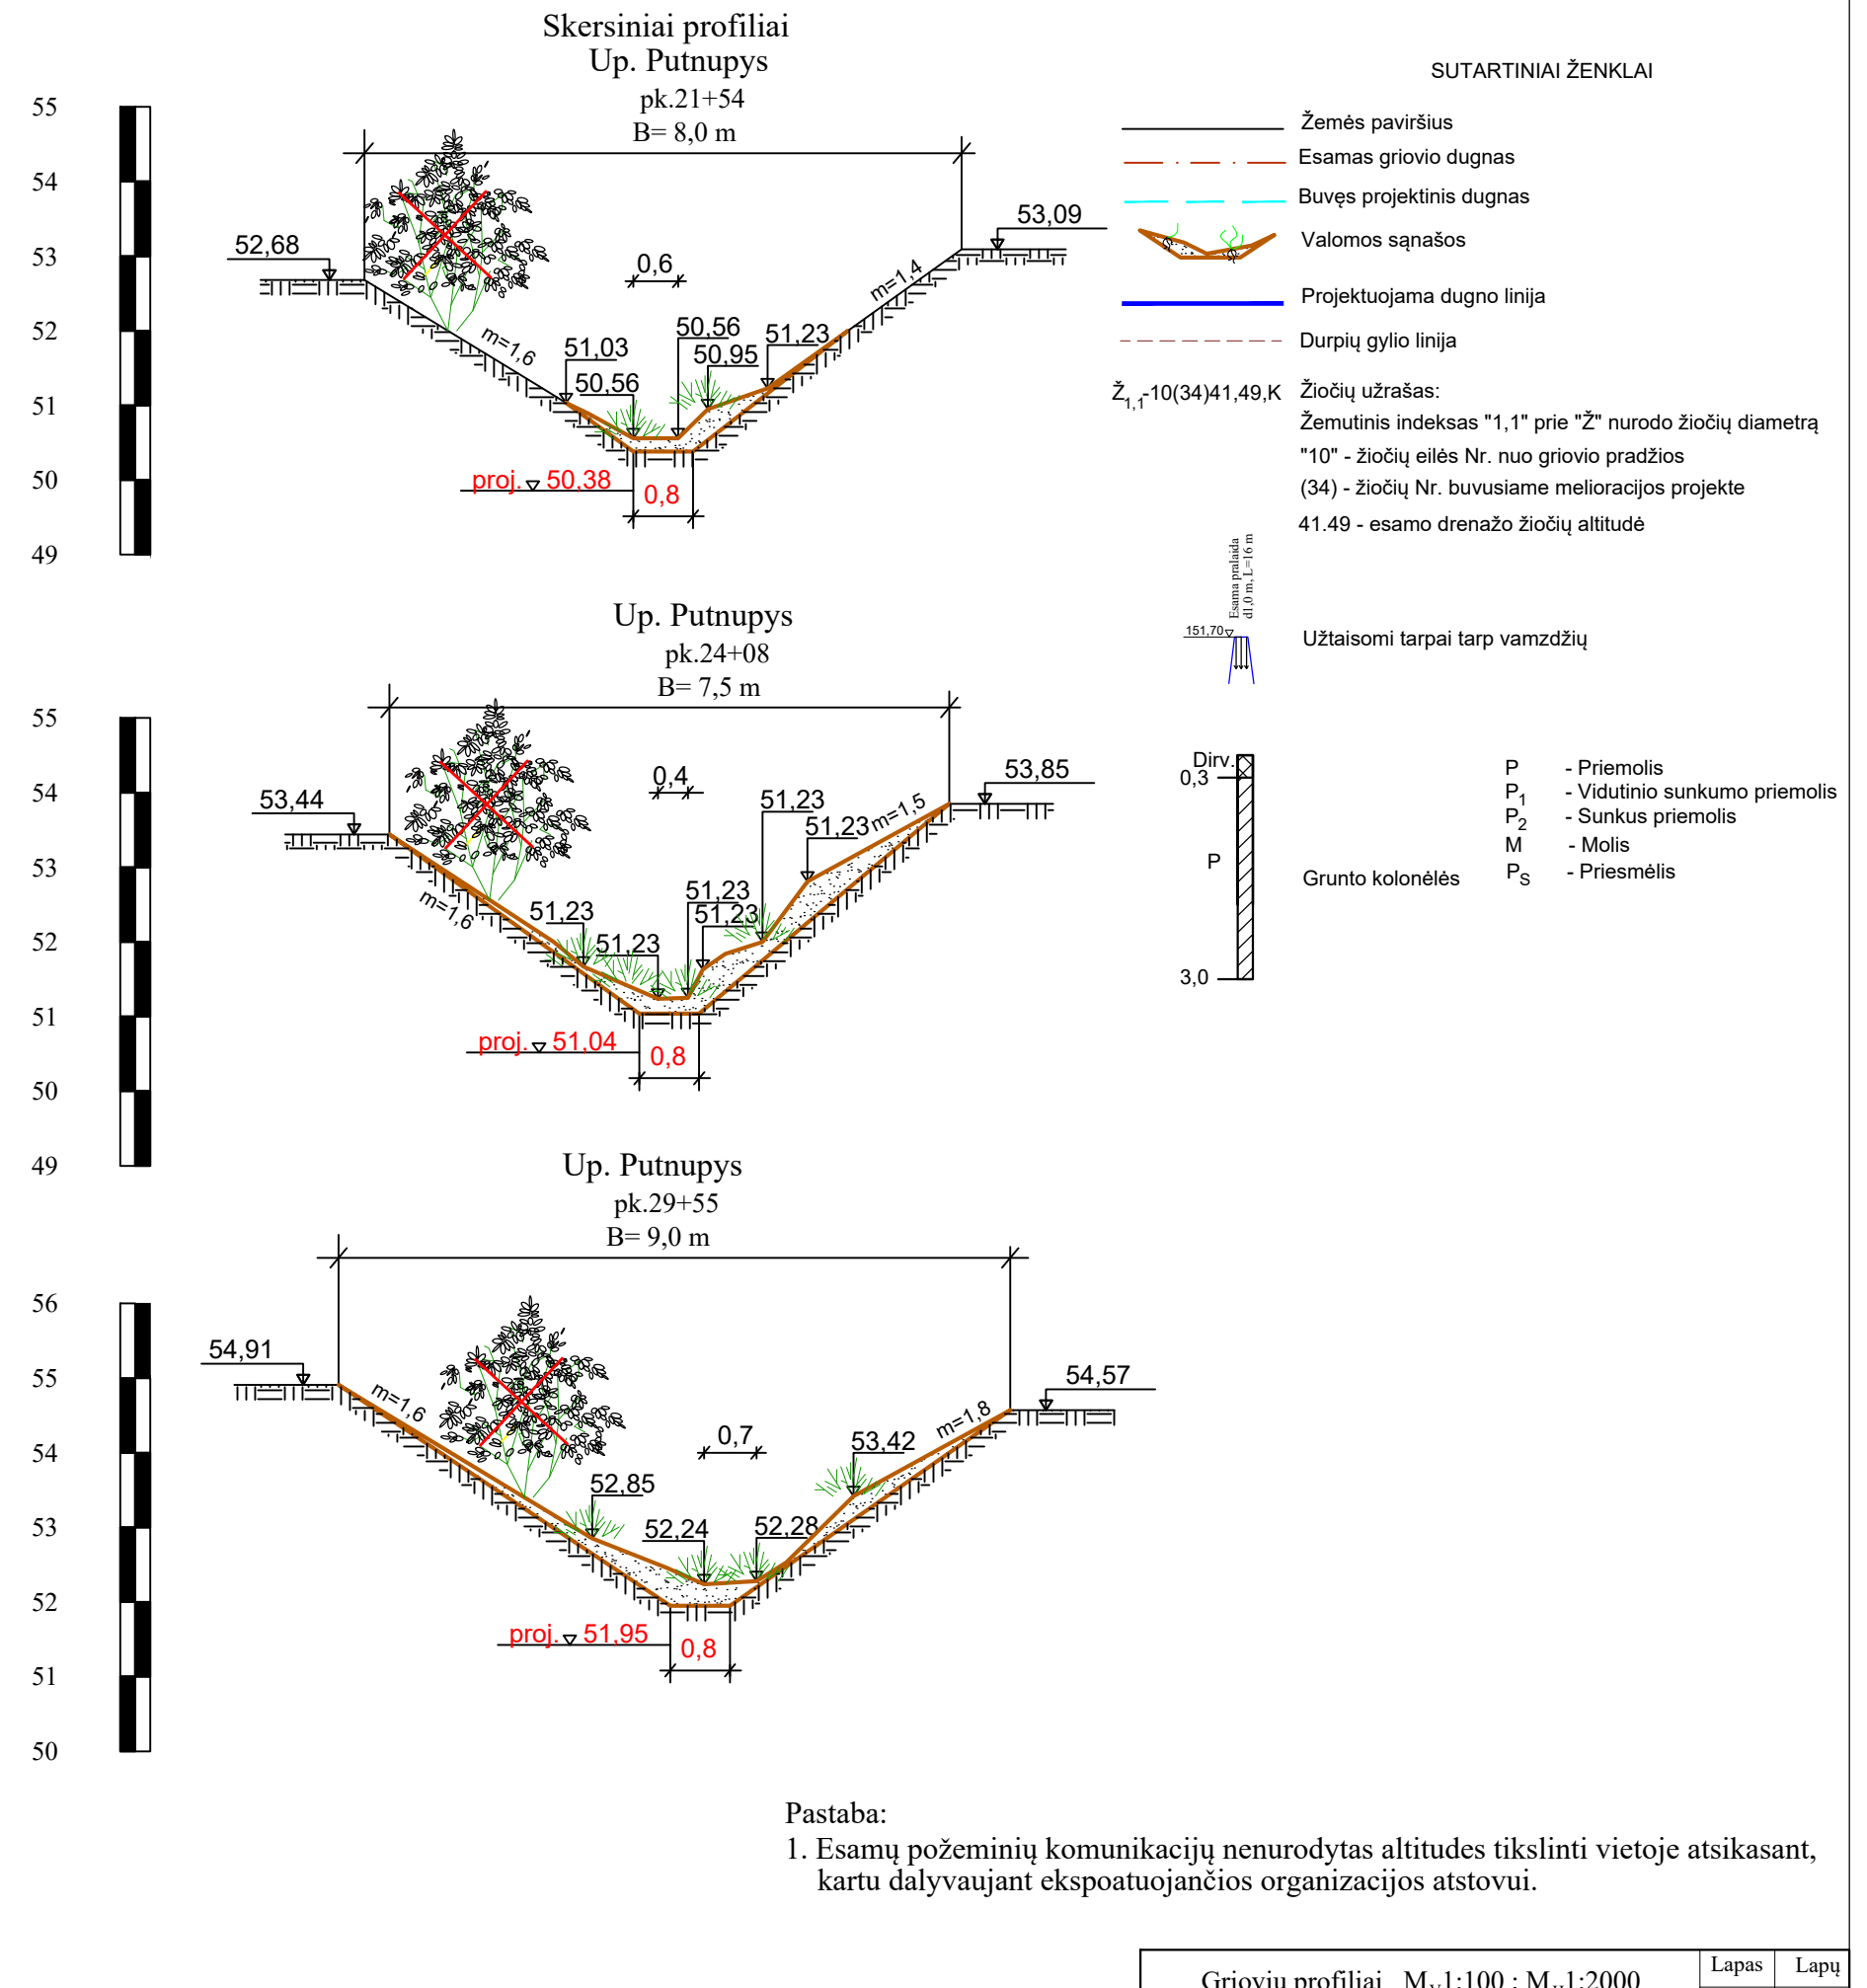 Skersiniai profiliai
Up. Putnupys
pk.21+54
B= 8,0 m
55
54
53
52
51
50
49
52,68
53,09
0,6
m=1,6
m=1,4
51,03
50,56
50,56
50,95
51,23
proj. 50,38
0,8
Up. Putnupys
pk.24+08
B= 7,5 m
55
54
53
52
51
50
49
53,44
53,85
0,4
m=1,6
m=1,5
51,23
51,23
51,23
51,23
51,23
51,23
proj. 51,04
0,8
Up. Putnupys
pk.29+55
B= 9,0 m
56
55
54
53
52
51
50
54,91
54,57
m=1,6
m=1,8
0,7
52,85
52,24
52,28
53,42
proj. 51,95
0,8
SUTARTINIAI ŽENKLAI
Žemės paviršius
Esamas griovio dugnas
Buvęs projektinis dugnas
Valomos sąnašos
Projektuojama dugno linija
Durpių gylio linija
Ž1,1-10(34)41,49,K Žiočių užrašas:
Žemutinis indeksas "1,1" prie "Ž" nurodo žiočių diametrą
"10" - žiočių eilės Nr. nuo griovio pradžios
(34) - žiočių Nr. buvusiame melioracijos projekte
41.49 - esamo drenažo žiočių altitudė
Esama pralaida
d1,0 m, L=16 m
151,70
Užtaisomi tarpai tarp vamzdžių
Dirv.
0,3
P
3,0
Grunto kolonėlės
P - Priemolis
P1 - Vidutinio sunkumo priemolis
P2 - Sunkus priemolis
M - Molis
PS - Priesmėlis
Pastaba:
1. Esamų požeminių komunikacijų nenurodytas altitudes tikslinti vietoje atsikasant,
kartu dalyvaujant ekspoatuojančios organizacijos atstovui.
Lapas Lapų